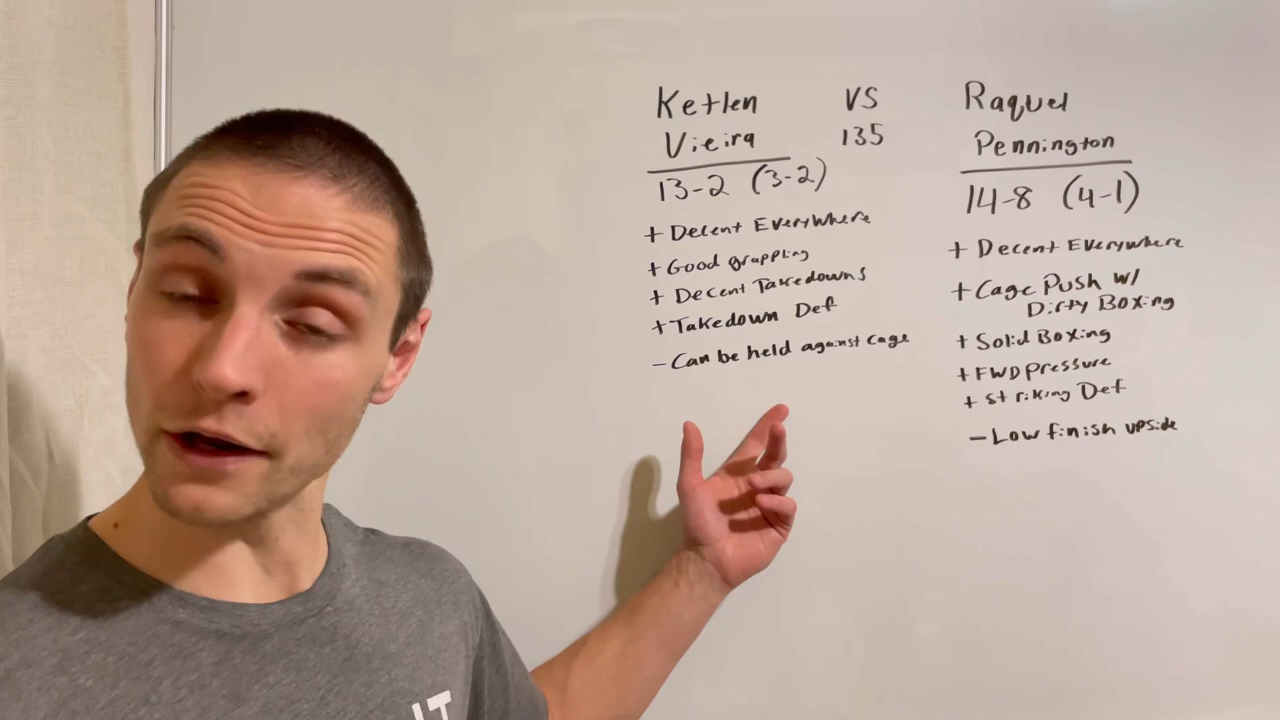 Ketlen
Vieira
13-2 (3-2)
+ Decent Everywhere
+ Good grappling
+ Decent Takedowns
+ Takedown Def
- Can be held against cage
VS
135
Raquel
Pennington
14-8 (4-1)
+ Decent Everywhere
+ Cage Push w/
Dirty Boxing
+ Solid Boxing
+ FWD pressure
+ Striking Def
- Low finish upside